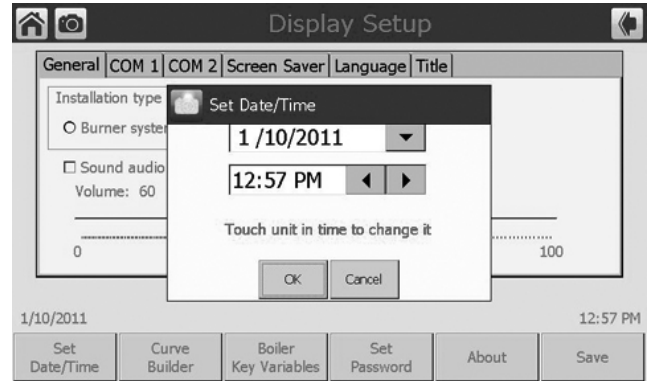 Display Setup
General COM 1 COM 2 Screen Saver Language Title
Installation type
Burner system
Set Date/Time
1 /10/2011
Sound audio
12:57 PM
Volume: 60
Touch unit in time to change it
0
100
OK Cancel
1/10/2011 12:57 PM
Set Date/Time
Curve Builder
Boiler Key Variables
Set Password
About
Save